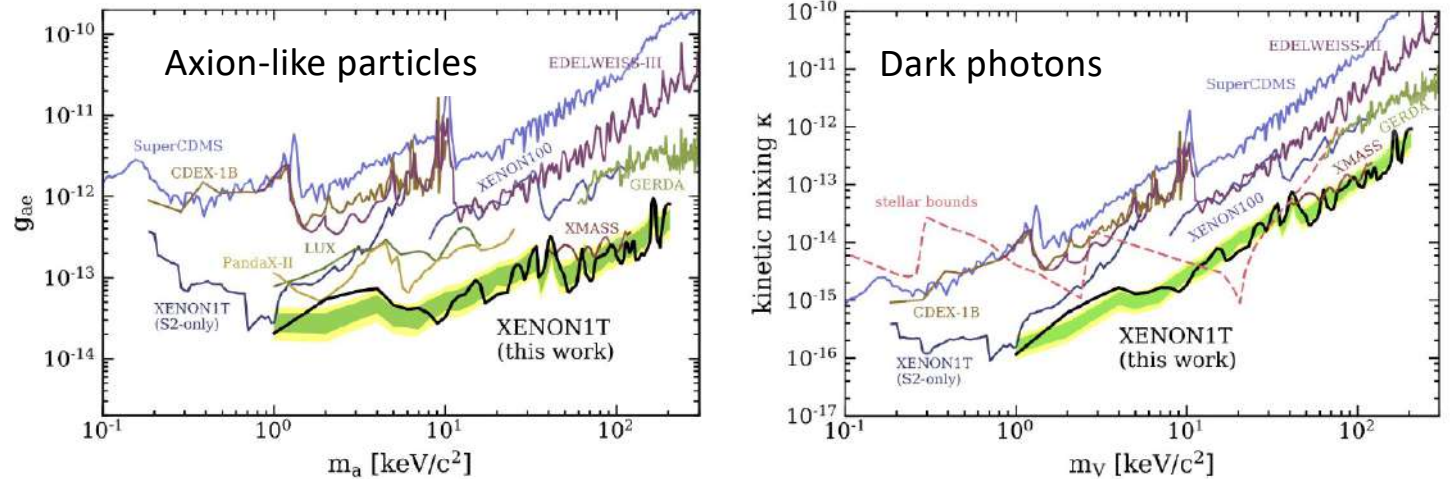 Axion-like particles
10^-10
10^-11
10^-12
10^-13
10^-14
g_ae
10^-1
10^0
10^1
10^2
m_a [keV/c^2]
EDELWEISS-III
SuperCDMS
CDEX-1B
XENON100
GERDA
LUX
XMASS
PandaX-II
XENON1T
(S2-only)
XENON1T
(this work)
Dark photons
10^-10
10^-11
10^-12
10^-13
10^-14
10^-15
10^-16
10^-17
kinetic mixing κ
10^-1
10^0
10^1
10^2
m_V [keV/c^2]
EDELWEISS-III
SuperCDMS
GERDA
XMASS
stellar bounds
XENON100
CDEX-1B
XENON1T
(S2-only)
XENON1T
(this work)